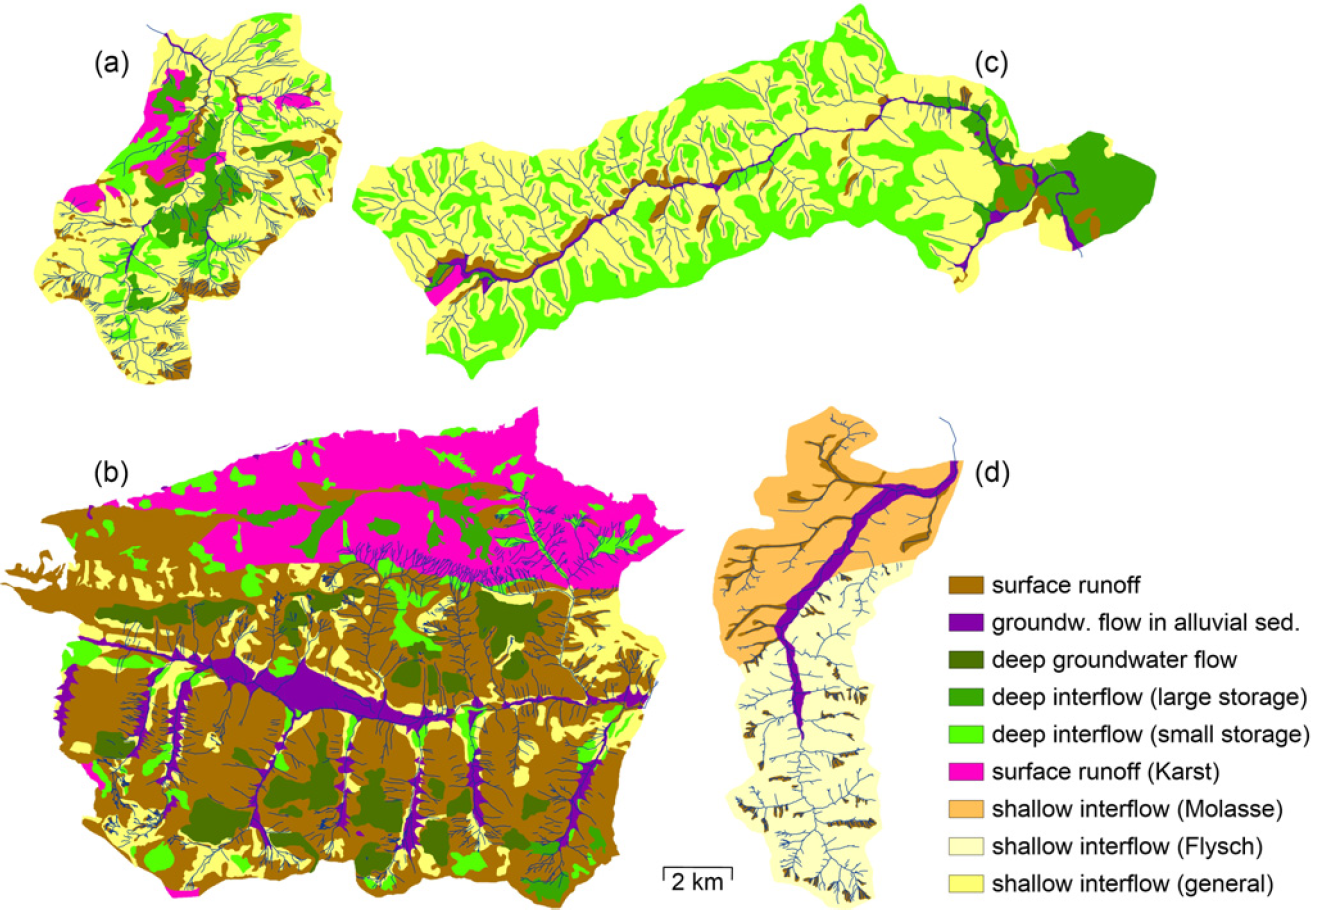 (a)
(c)
(b)
(d)
surface runoff
groundw. flow in alluvial sed.
deep groundwater flow
deep interflow (large storage)
deep interflow (small storage)
surface runoff (Karst)
shallow interflow (Molasse)
shallow interflow (Flysch)
shallow interflow (general)
2 km